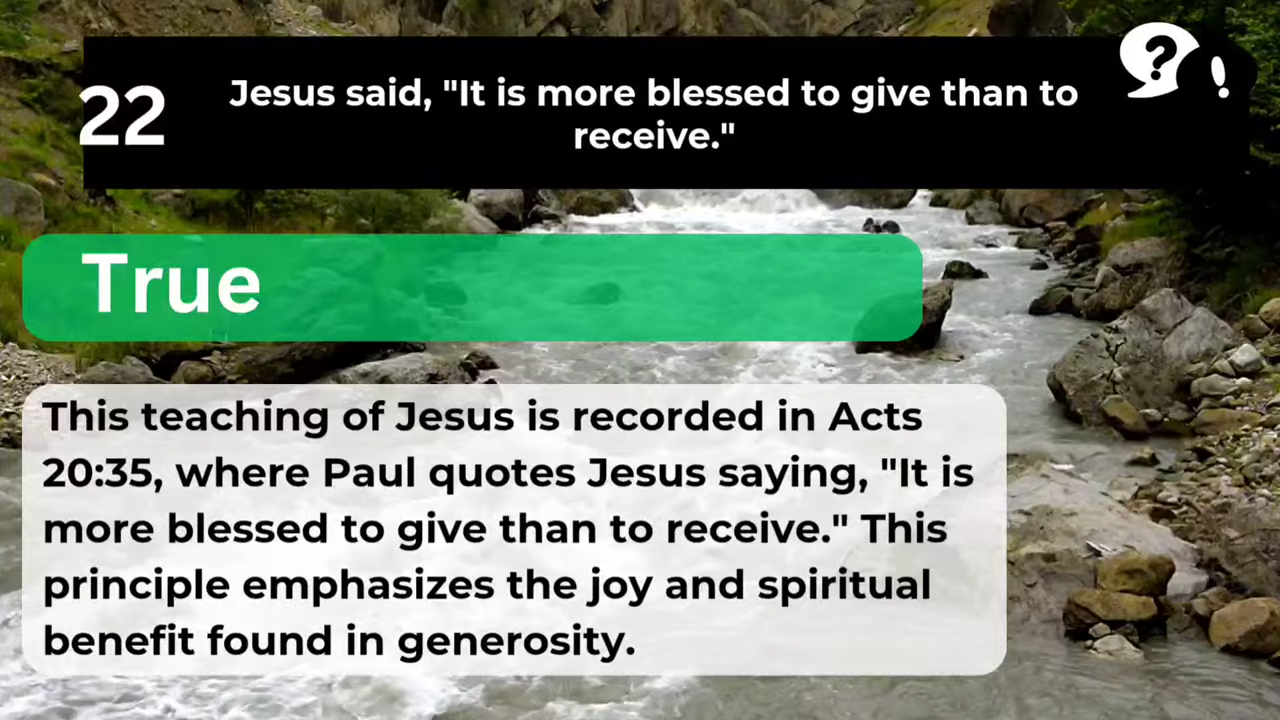 22
Jesus said, "It is more blessed to give than to
receive."
? !
True
This teaching of Jesus is recorded in Acts
20:35, where Paul quotes Jesus saying, "It is
more blessed to give than to receive." This
principle emphasizes the joy and spiritual
benefit found in generosity.